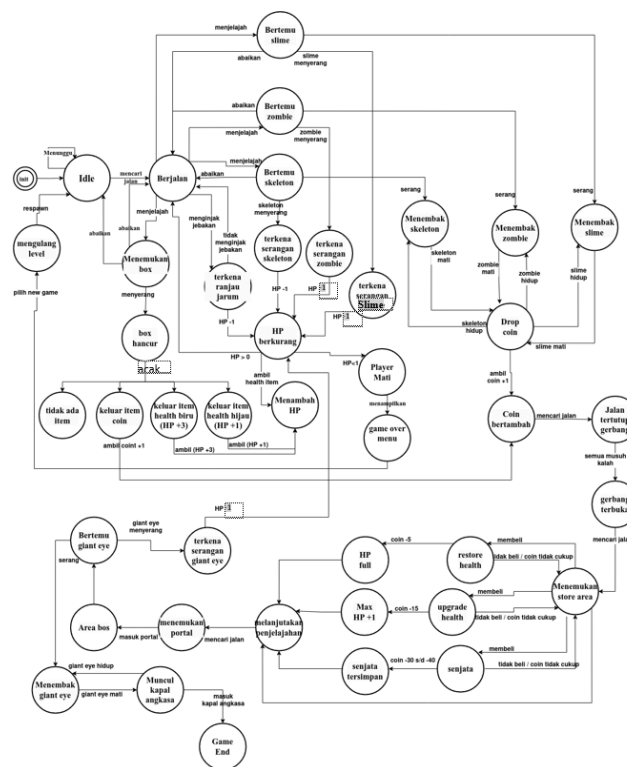 menjelajah
Bertemu
slime
abaikan
slime
menyerang
abaikan
Bertemu
zombie
menjelajah
zombie
menyerang
Menunggu
init
Idle
mencari
jalan
Berjalan
menjelajah
abaikan
Bertemu
skeleton
skeleton
menyerang
serang
serang
serang
Menembak
skeleton
Menembak
zombie
Menembak
slime
respawn
mengulang
level
abaikan
abaikan
menjelajah
Menemukan
box
menginjak
jebakan
tidak
menginjak
jebakan
terkena
ranjau
jarum
terkena
serangan
skeleton
terkena
serangan
zombie
terkena
serangan
Slime
skeleton
mati
zombie
mati
zombie
hidup
slime
hidup
pilih new game
menyerang
HP -1
HP -1
HP 1
HP 1
box
hancur
HP
berkurang
skeleton
hidup
Drop
coin
slime mati
acak
HP > 0
HP<1
ambil
health item
Player
Mati
ambil
coin +1
tidak ada
item
keluar item
coin
keluar item
health biru
(HP +3)
keluar item
health hijau
(HP +1)
Menambah
HP
menampilkan
game over
menu
Coin
bertambah
mencari jalan
Jalan
tertutup
gerbang
ambil coint +1
ambil (HP +3)
ambil (HP +1)
semua musuh
kalah
gerbang
terbuka
mencari jalan
HP 1
Bertemu
giant eye
giant eye
menyerang
terkena
serangan
giant eye
serang
HP
full
coin -5
restore
health
membeli
tidak beli / coin tidak cukup
Menemukan
store area
Area bos
masuk portal
menemukan
portal
mencari jalan
melanjutakan
penjelajahan
Max
HP +1
coin -15
upgrade
health
membeli
tidak beli / coin tidak cukup
membeli
senjata
tersimpan
coin -30 s/d -40
senjata
tidak beli / coin tidak cukup
giant eye hidup
Menembak
giant eye
giant eye mati
Muncul
kapal
angkasa
masuk
kapal angkasa
Game
End